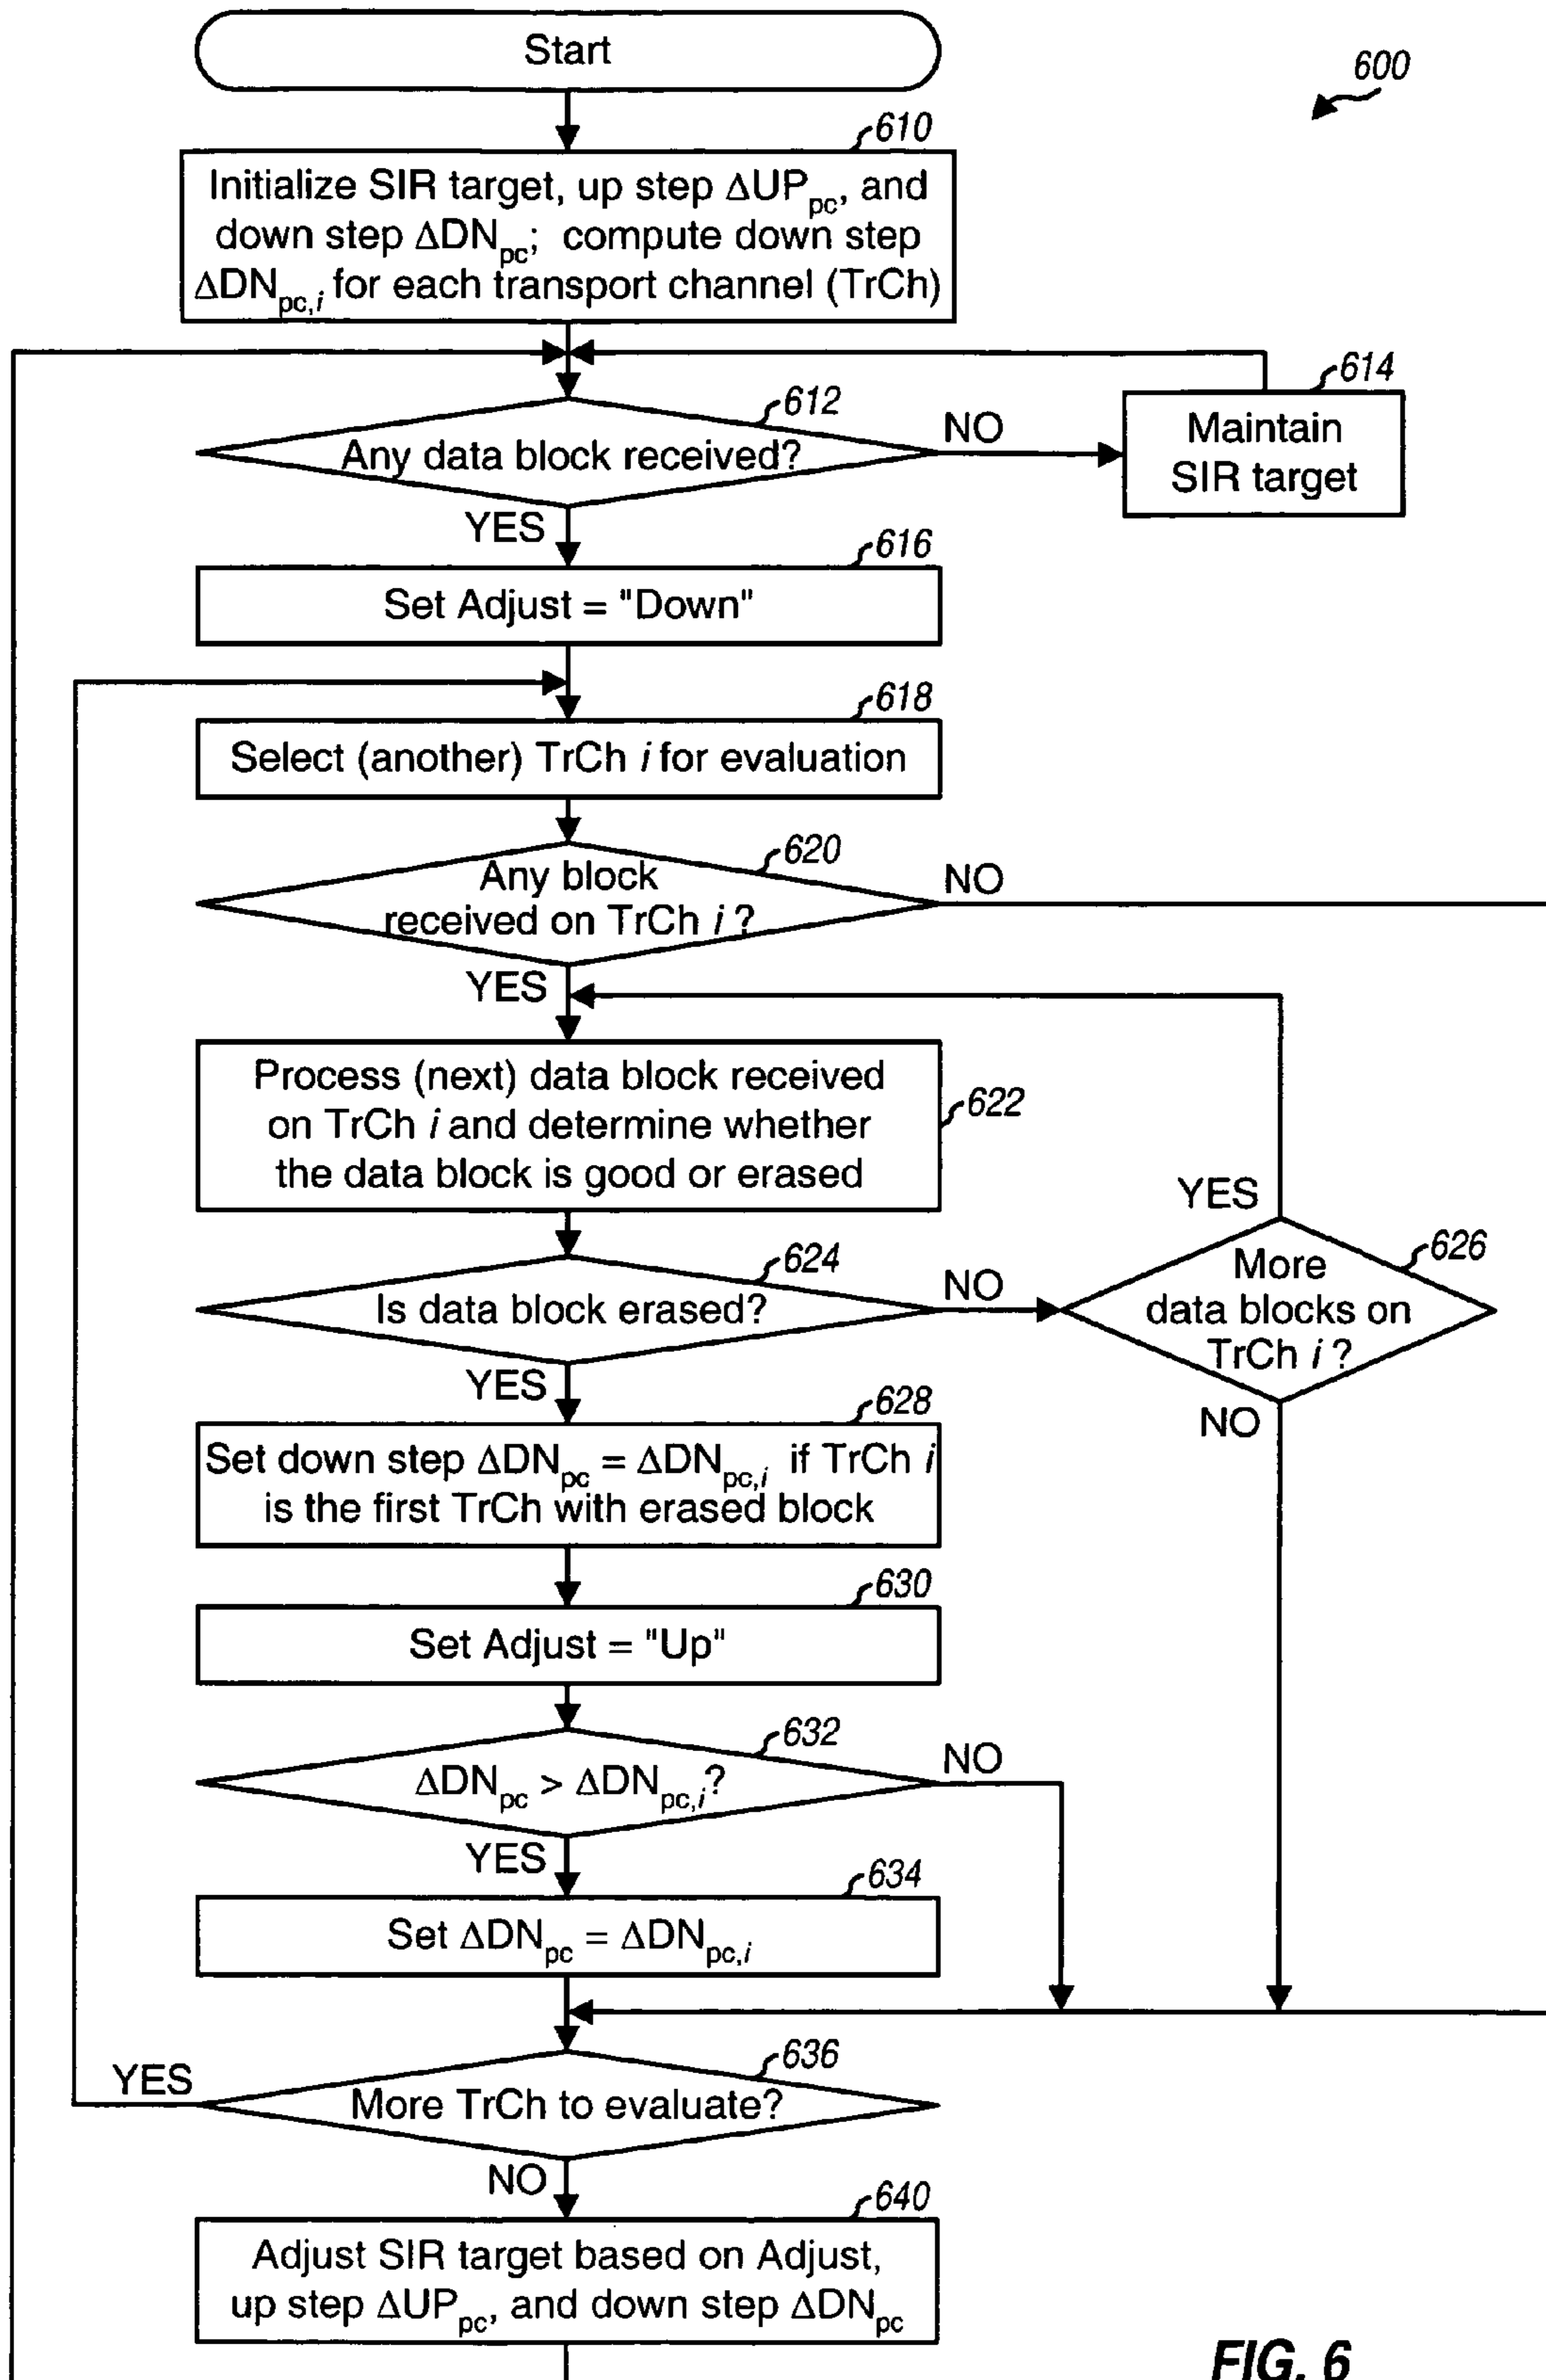 Start
600
610
Initialize SIR target, up step ΔUPpc, and
down step ΔDNpc; compute down step
ΔDNpc,i for each transport channel (TrCh)
612
Any data block received?
NO
614
Maintain
SIR target
YES
616
Set Adjust = "Down"
618
Select (another) TrCh i for evaluation
620
Any block
received on TrCh i ?
NO
YES
Process (next) data block received
on TrCh i and determine whether
the data block is good or erased
622
624
Is data block erased?
NO
YES
626
More
data blocks on
TrCh i ?
NO
YES
628
Set down step ΔDNpc = ΔDNpc,i if TrCh i
is the first TrCh with erased block
630
Set Adjust = "Up"
632
ΔDNpc > ΔDNpc,i?
NO
YES
634
Set ΔDNpc = ΔDNpc,i
636
More TrCh to evaluate?
YES
NO
640
Adjust SIR target based on Adjust,
up step ΔUPpc, and down step ΔDNpc
FIG. 6